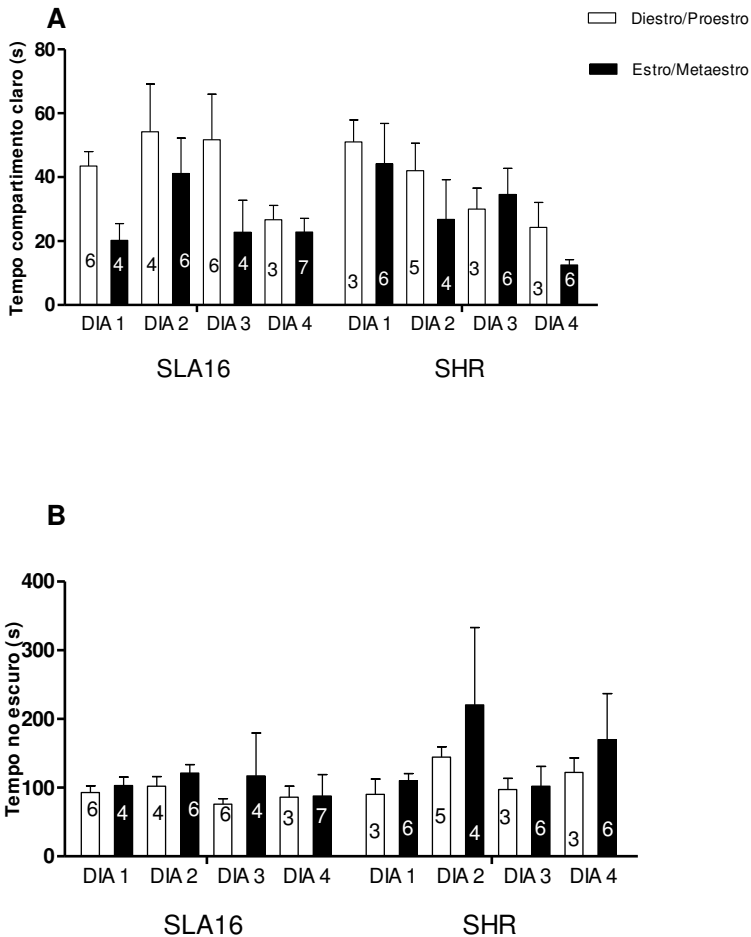 A
Diestro/Proestro
Estro/Metaestro
Tempo compartimento claro (s)
80
60
40
20
0
6 4 4 6 6 4 3 7 3 6 5 4 3 6 3 6
DIA 1 DIA 2 DIA 3 DIA 4 DIA 1 DIA 2 DIA 3 DIA 4
SLA16 SHR
B
Tempo no escuro (s)
400
300
200
100
0
6 4 4 6 6 4 3 7 3 6 5 4 3 6 3 6
DIA 1 DIA 2 DIA 3 DIA 4 DIA 1 DIA 2 DIA 3 DIA 4
SLA16 SHR